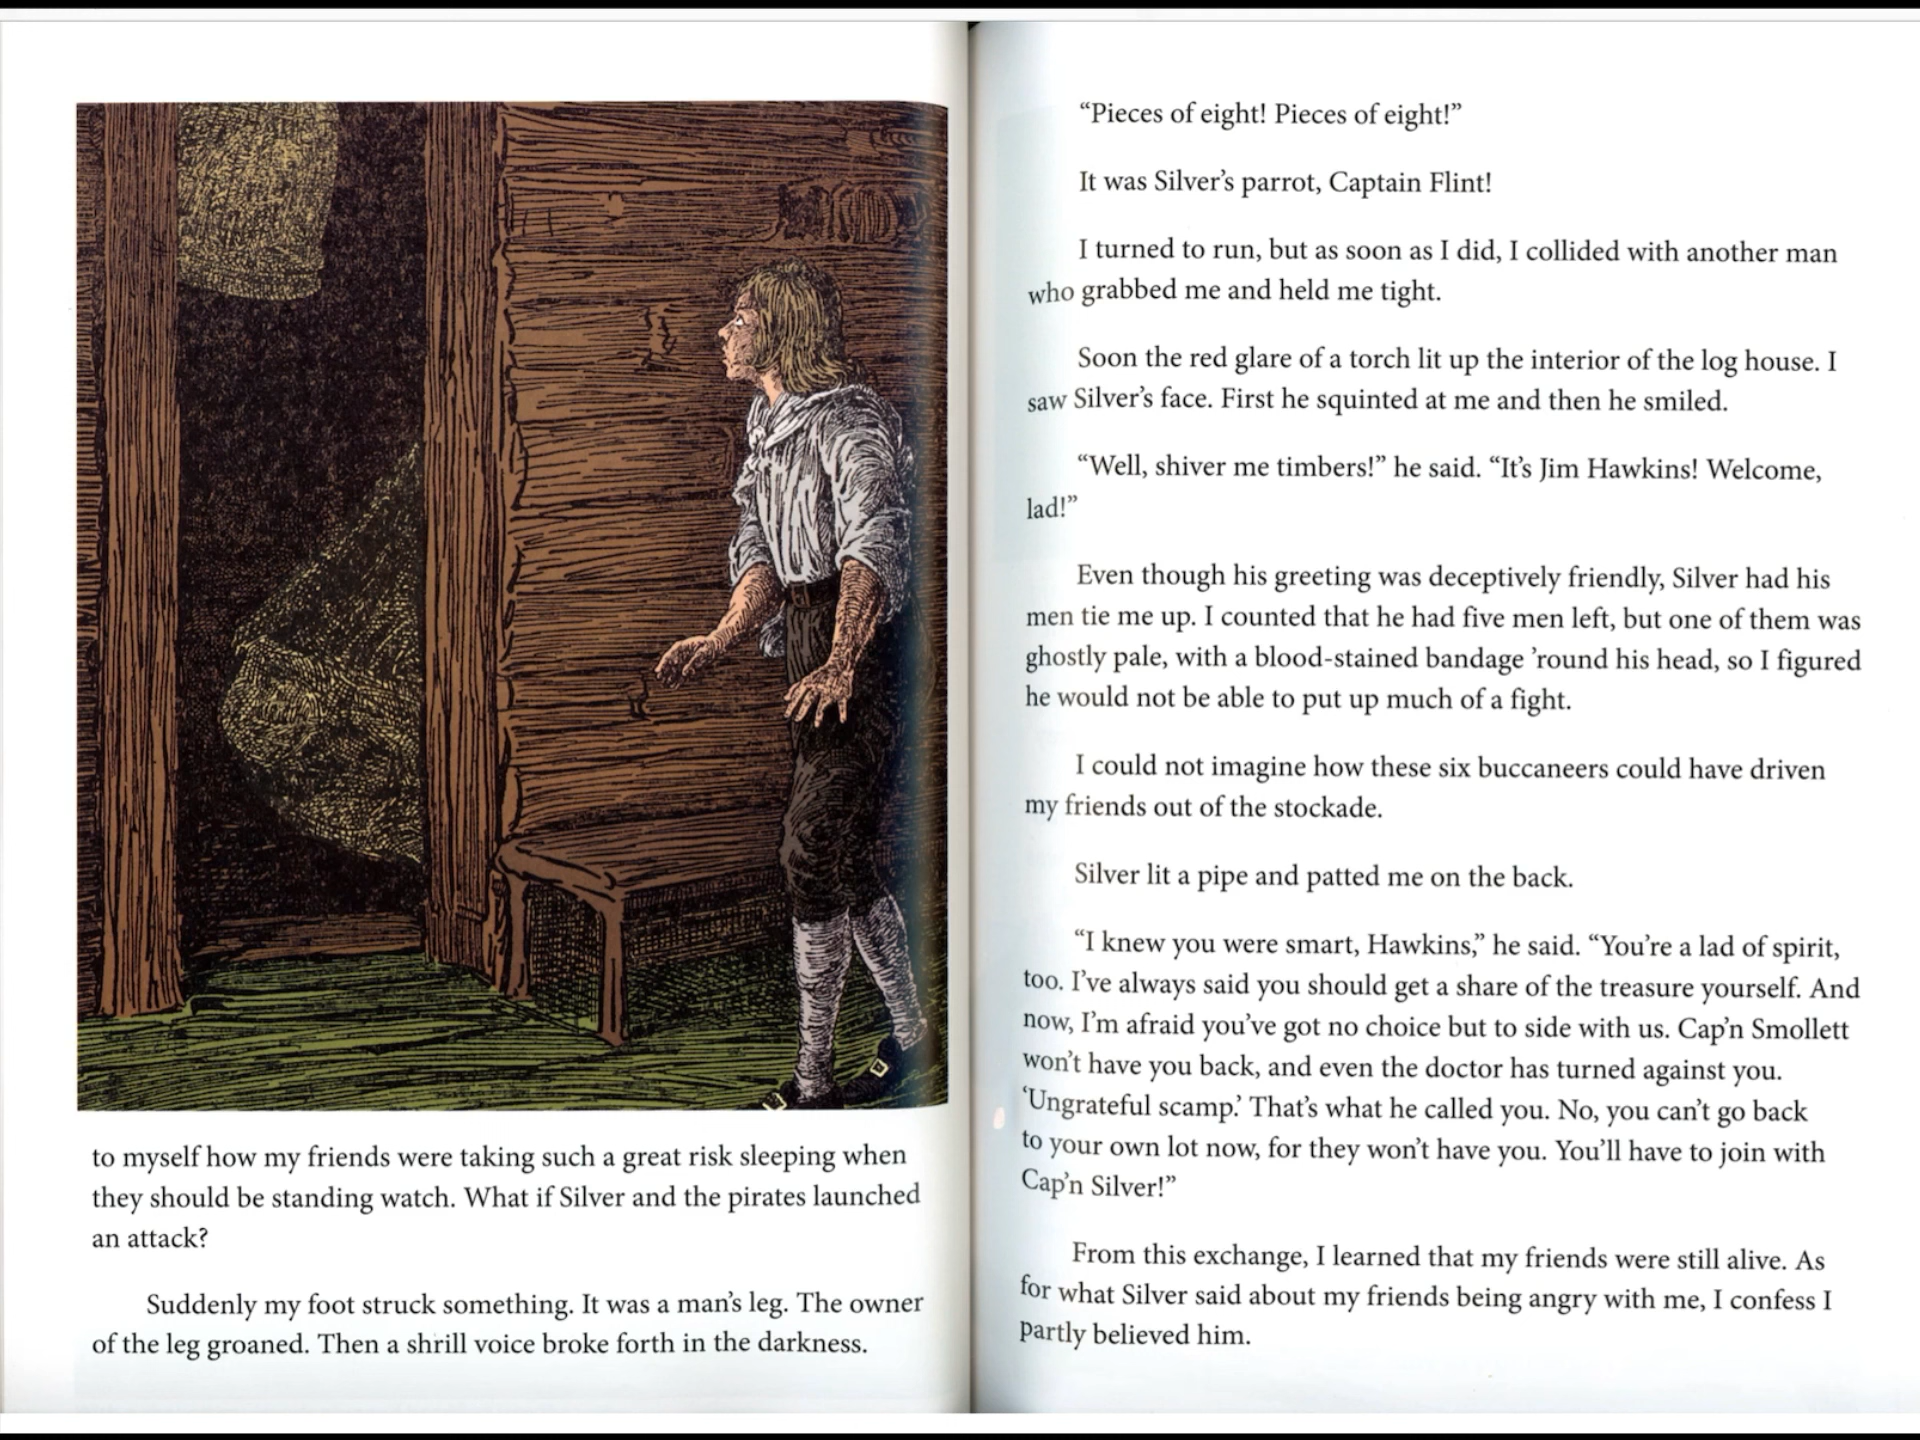 to myself how my friends were taking such a great risk sleeping when
they should be standing watch. What if Silver and the pirates launched
an attack?
Suddenly my foot struck something. It was a man’s leg. The owner
of the leg groaned. Then a shrill voice broke forth in the darkness.
“Pieces of eight! Pieces of eight!”
It was Silver’s parrot, Captain Flint!
I turned to run, but as soon as I did, I collided with another man
who grabbed me and held me tight.
Soon the red glare of a torch lit up the interior of the log house. I
saw Silver’s face. First he squinted at me and then he smiled.
“Well, shiver me timbers!” he said. “It’s Jim Hawkins! Welcome,
lad!”
Even though his greeting was deceptively friendly, Silver had his
men tie me up. I counted that he had five men left, but one of them was
ghostly pale, with a blood-stained bandage ’round his head, so I figured
he would not be able to put up much of a fight.
I could not imagine how these six buccaneers could have driven
my friends out of the stockade.
Silver lit a pipe and patted me on the back.
“I knew you were smart, Hawkins,” he said. “You’re a lad of spirit,
too. I’ve always said you should get a share of the treasure yourself. And
now, I’m afraid you’ve got no choice but to side with us. Cap’n Smollett
won’t have you back, and even the doctor has turned against you.
‘Ungrateful scamp.’ That’s what he called you. No, you can’t go back
to your own lot now, for they won’t have you. You’ll have to join with
Cap’n Silver!”
From this exchange, I learned that my friends were still alive. As
for what Silver said about my friends being angry with me, I confess I
partly believed him.